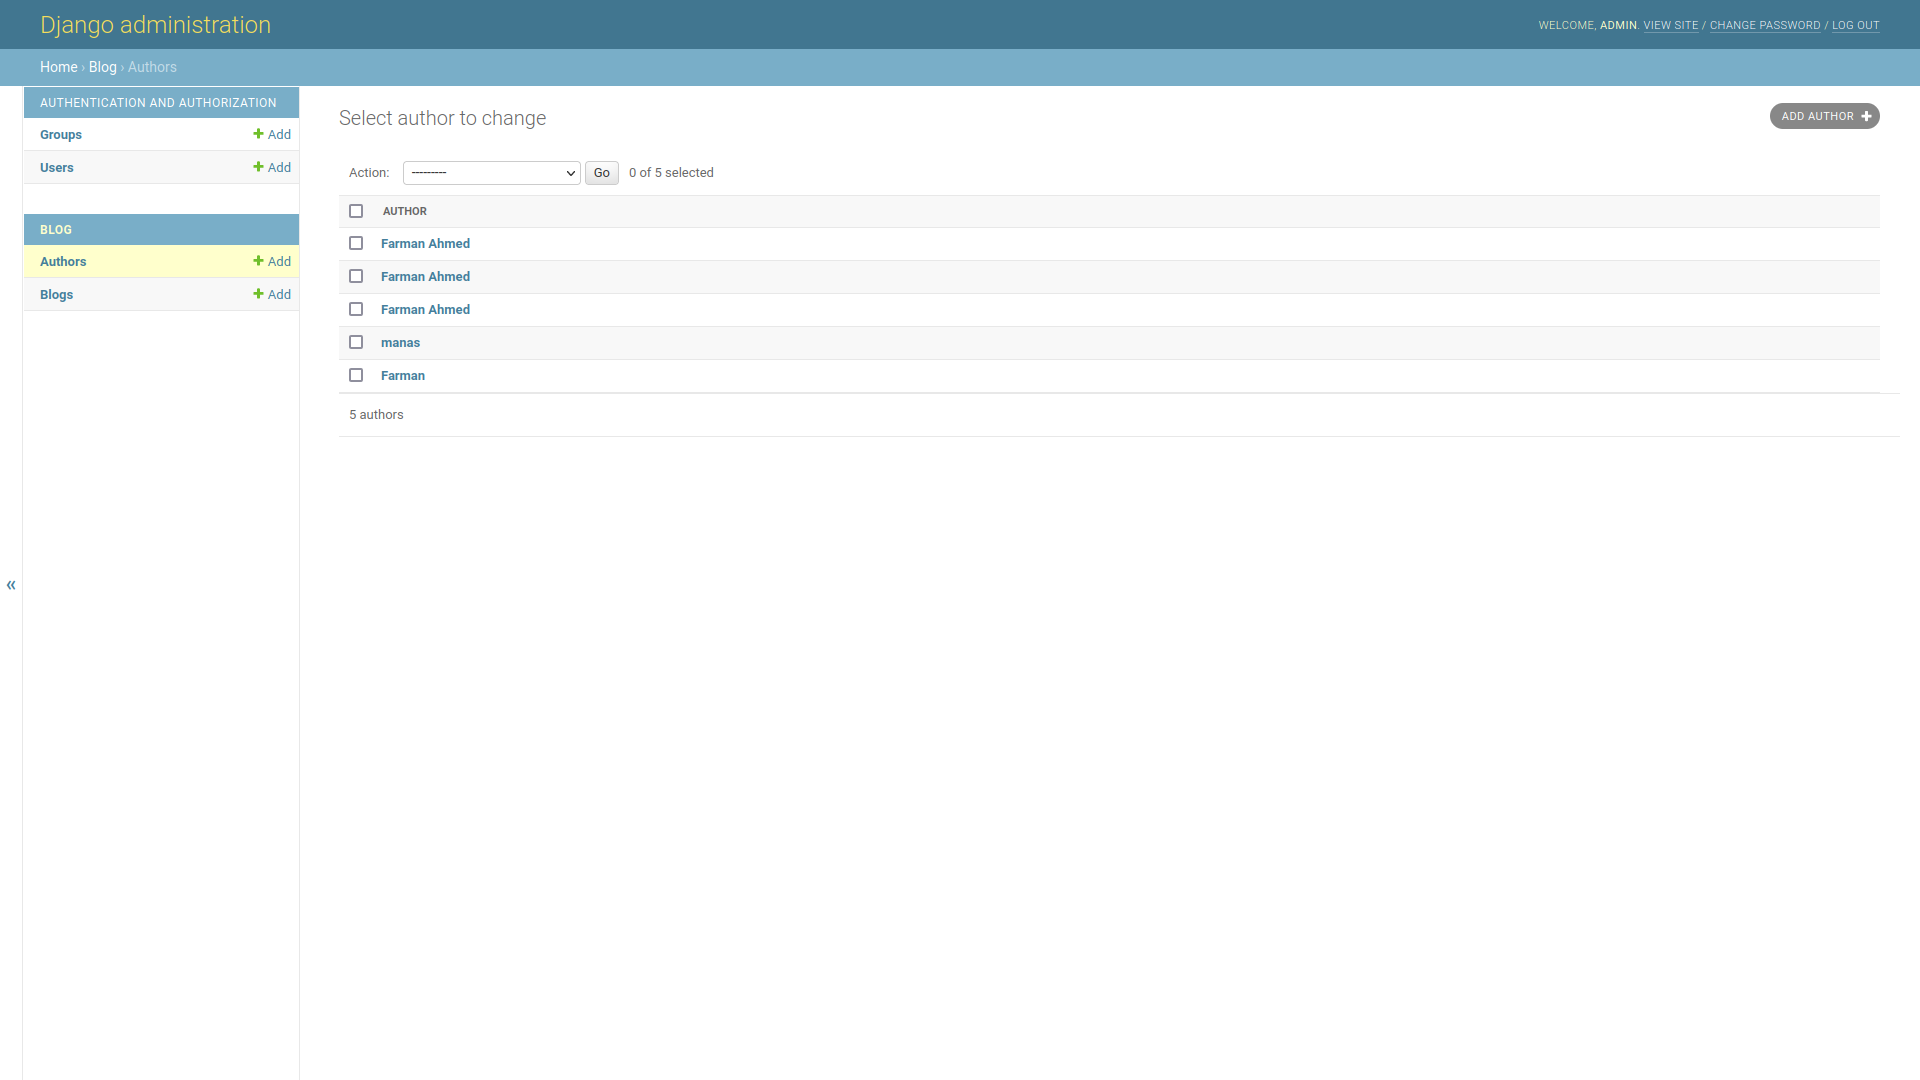 Django administration
WELCOME, ADMIN. VIEW SITE / CHANGE PASSWORD / LOG OUT
Home › Blog › Authors
AUTHENTICATION AND AUTHORIZATION
Groups + Add
Users + Add
BLOG
Authors + Add
Blogs + Add
«
Select author to change
ADD AUTHOR +
Action: --------- Go 0 of 5 selected
AUTHOR
Farman Ahmed
Farman Ahmed
Farman Ahmed
manas
Farman
5 authors